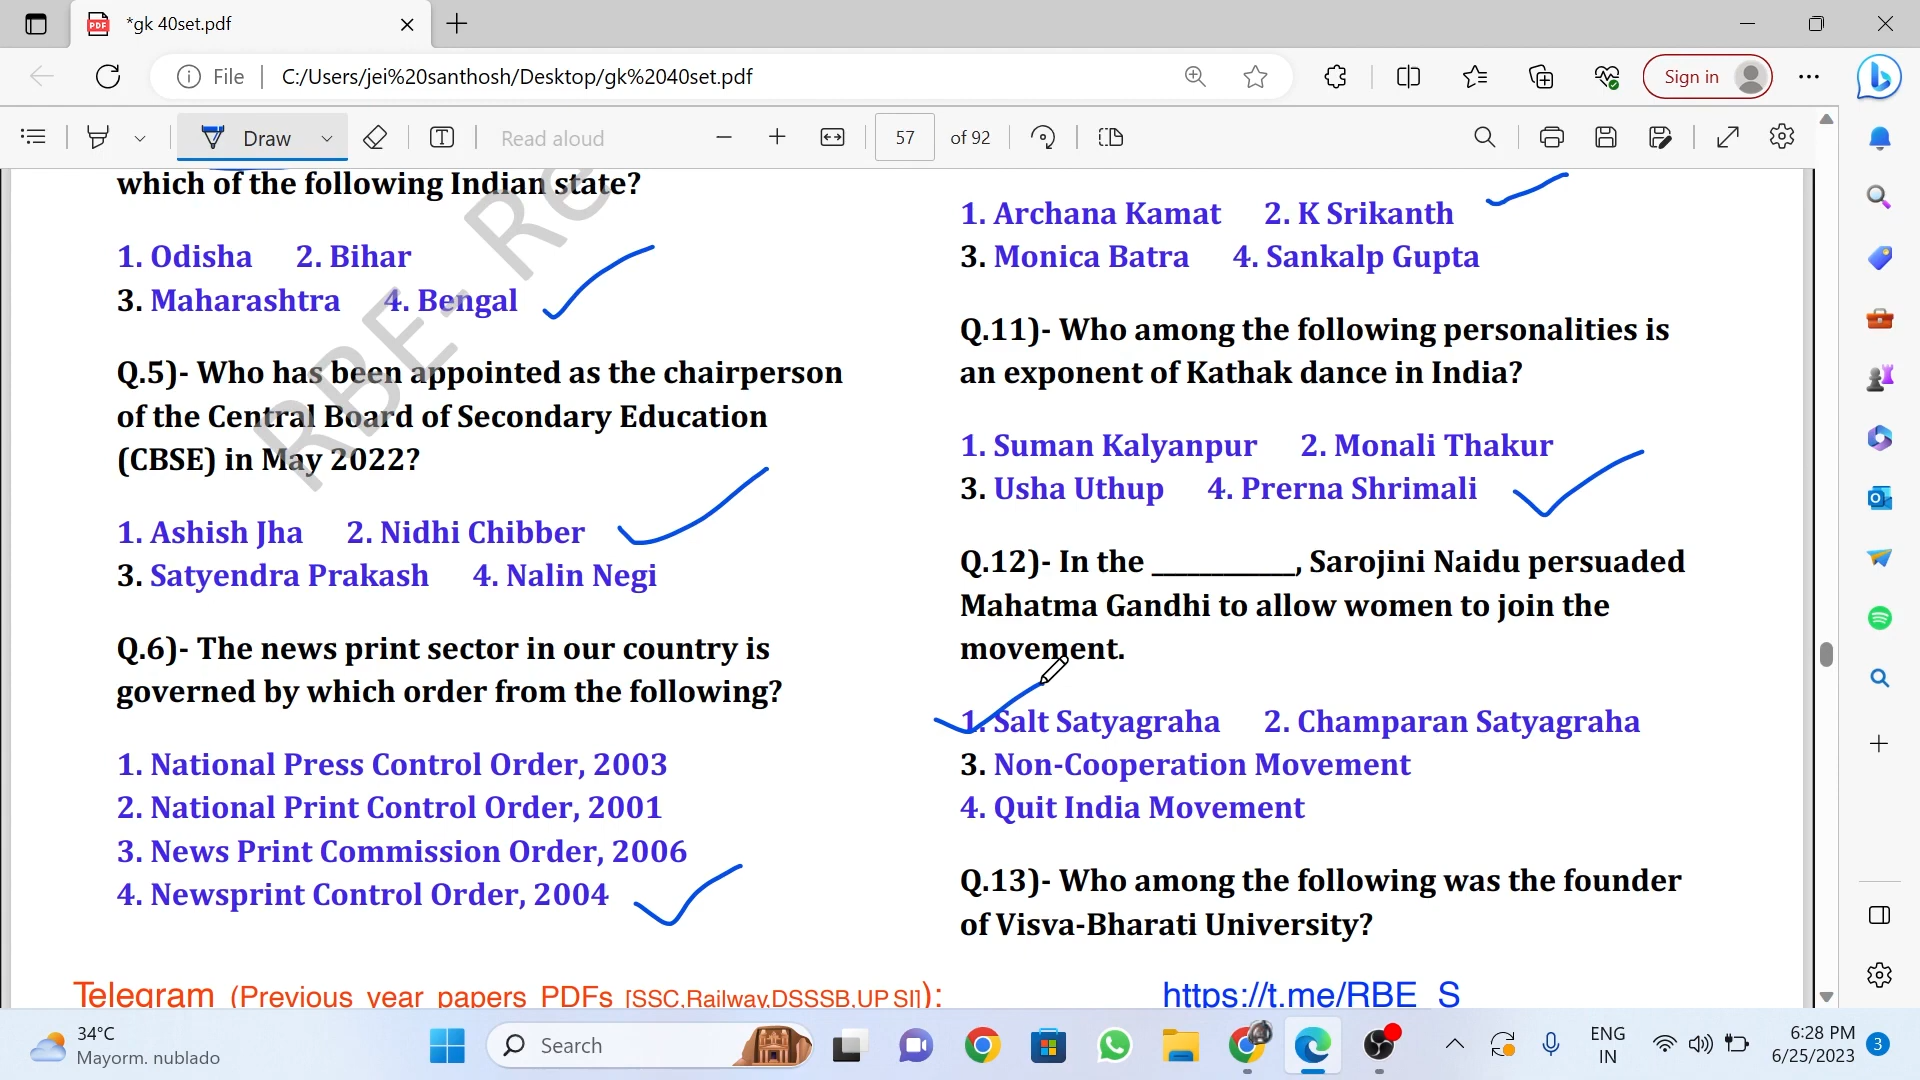 *gk 40set.pdf
File
C:/Users/jei%20santhosh/Desktop/gk%2040set.pdf
Sign in
Draw
Read aloud
57
of 92
which of the following Indian state?
1. Odisha 2. Bihar
3. Maharashtra 4. Bengal
Q.5)- Who has been appointed as the chairperson
of the Central Board of Secondary Education
(CBSE) in May 2022?
1. Ashish Jha 2. Nidhi Chibber
3. Satyendra Prakash 4. Nalin Negi
Q.6)- The news print sector in our country is
governed by which order from the following?
1. National Press Control Order, 2003
2. National Print Control Order, 2001
3. News Print Commission Order, 2006
4. Newsprint Control Order, 2004
RBE- Re
1. Archana Kamat 2. K Srikanth
3. Monica Batra 4. Sankalp Gupta
Q.11)- Who among the following personalities is
an exponent of Kathak dance in India?
1. Suman Kalyanpur 2. Monali Thakur
3. Usha Uthup 4. Prerna Shrimali
Q.12)- In the ____________, Sarojini Naidu persuaded
Mahatma Gandhi to allow women to join the
movement.
1. Salt Satyagraha 2. Champaran Satyagraha
3. Non-Cooperation Movement
4. Quit India Movement
Q.13)- Who among the following was the founder
of Visva-Bharati University?
Telegram (Previous year papers PDFs [SSC,Railway,DSSSB,UP SI]):
https://t.me/RBE_S
34°C
Mayorm. nublado
Search
ENG
IN
6:28 PM
6/25/2023
3